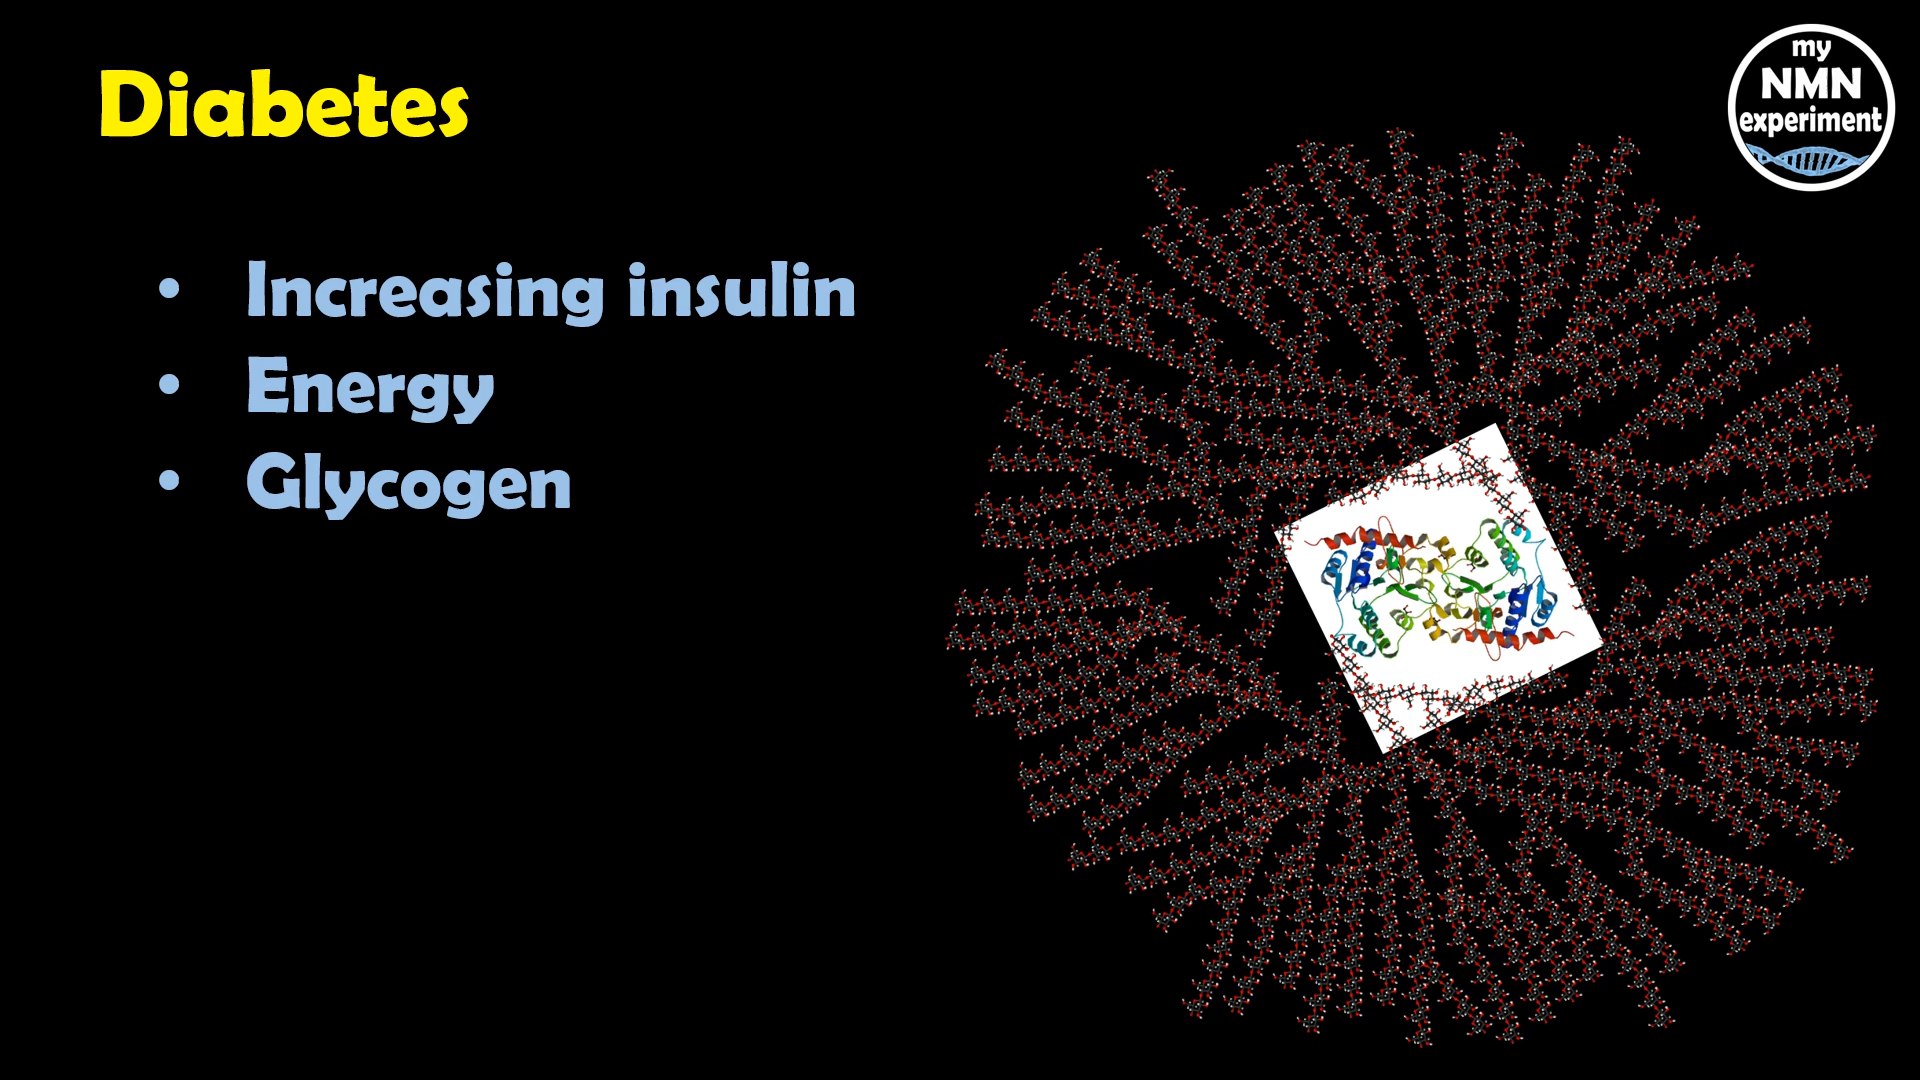 Diabetes
my
NMN
experiment
• Increasing insulin
• Energy
• Glycogen